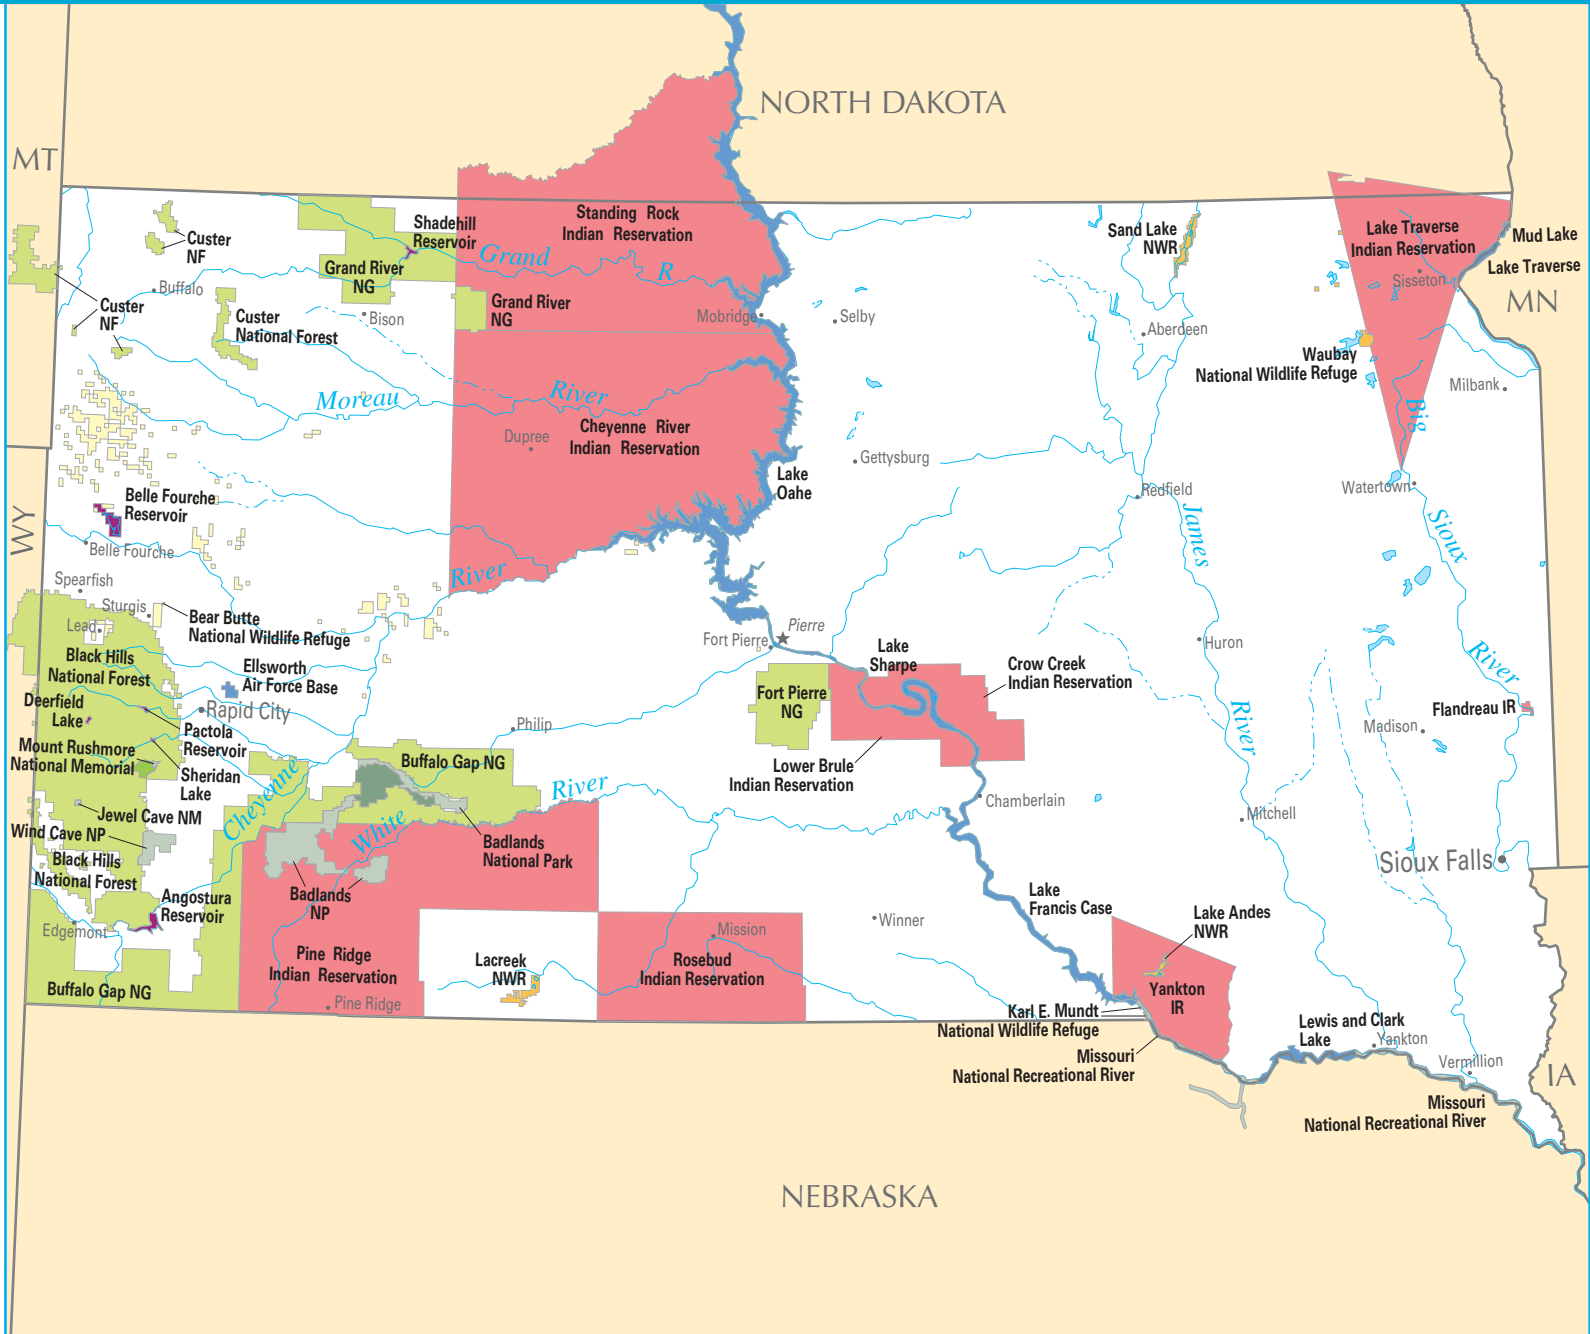 NORTH DAKOTA
MT
Standing Rock
Indian Reservation
Shadehill
Reservoir
Grand
R
Custer
NF
Grand River
NG
Sand Lake
NWR
Lake Traverse
Indian Reservation
Mud Lake
Lake Traverse
Sisseton
MN
Buffalo
Custer
NF
Custer
National Forest
Bison
Grand River
NG
Mobridge
Selby
Aberdeen
Waubay
National Wildlife Refuge
Milbank
Moreau
River
Big
Dupree
Cheyenne River
Indian Reservation
Gettysburg
Lake
Oahe
Redfield
Watertown
WY
Belle Fourche
Reservoir
Belle Fourche
James
Sioux
River
Spearfish
Sturgis
Lead
Bear Butte
National Wildlife Refuge
Fort Pierre
Pierre
Huron
River
Black Hills
National Forest
Ellsworth
Air Force Base
Lake
Sharpe
Crow Creek
Indian Reservation
Deerfield
Lake
Rapid City
Fort Pierre
NG
Flandreau IR
Philip
Pactola
Reservoir
River
Madison
Mount Rushmore
National Memorial
Sheridan
Lake
Buffalo Gap NG
Lower Brule
Indian Reservation
Cheyenne
River
Chamberlain
Jewel Cave NM
Wind Cave NP
White
Mitchell
Badlands
National Park
Black Hills
National Forest
Sioux Falls
Badlands
NP
Angostura
Reservoir
Lake
Francis Case
Edgemont
Winner
Lake Andes
NWR
Mission
Pine Ridge
Indian Reservation
Lacreek
NWR
Rosebud
Indian Reservation
Buffalo Gap NG
Pine Ridge
Yankton
IR
Karl E. Mundt
National Wildlife Refuge
Lewis and Clark
Lake
Yankton
Missouri
National Recreational River
Vermillion
IA
Missouri
National Recreational River
NEBRASKA